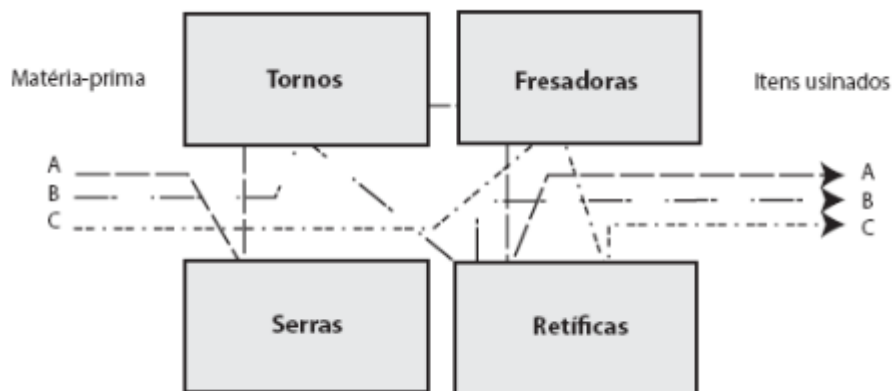 Matéria-prima
Tornos
Fresadoras
Itens usinados
A
B
C
A
B
C
Serras
Retíficas